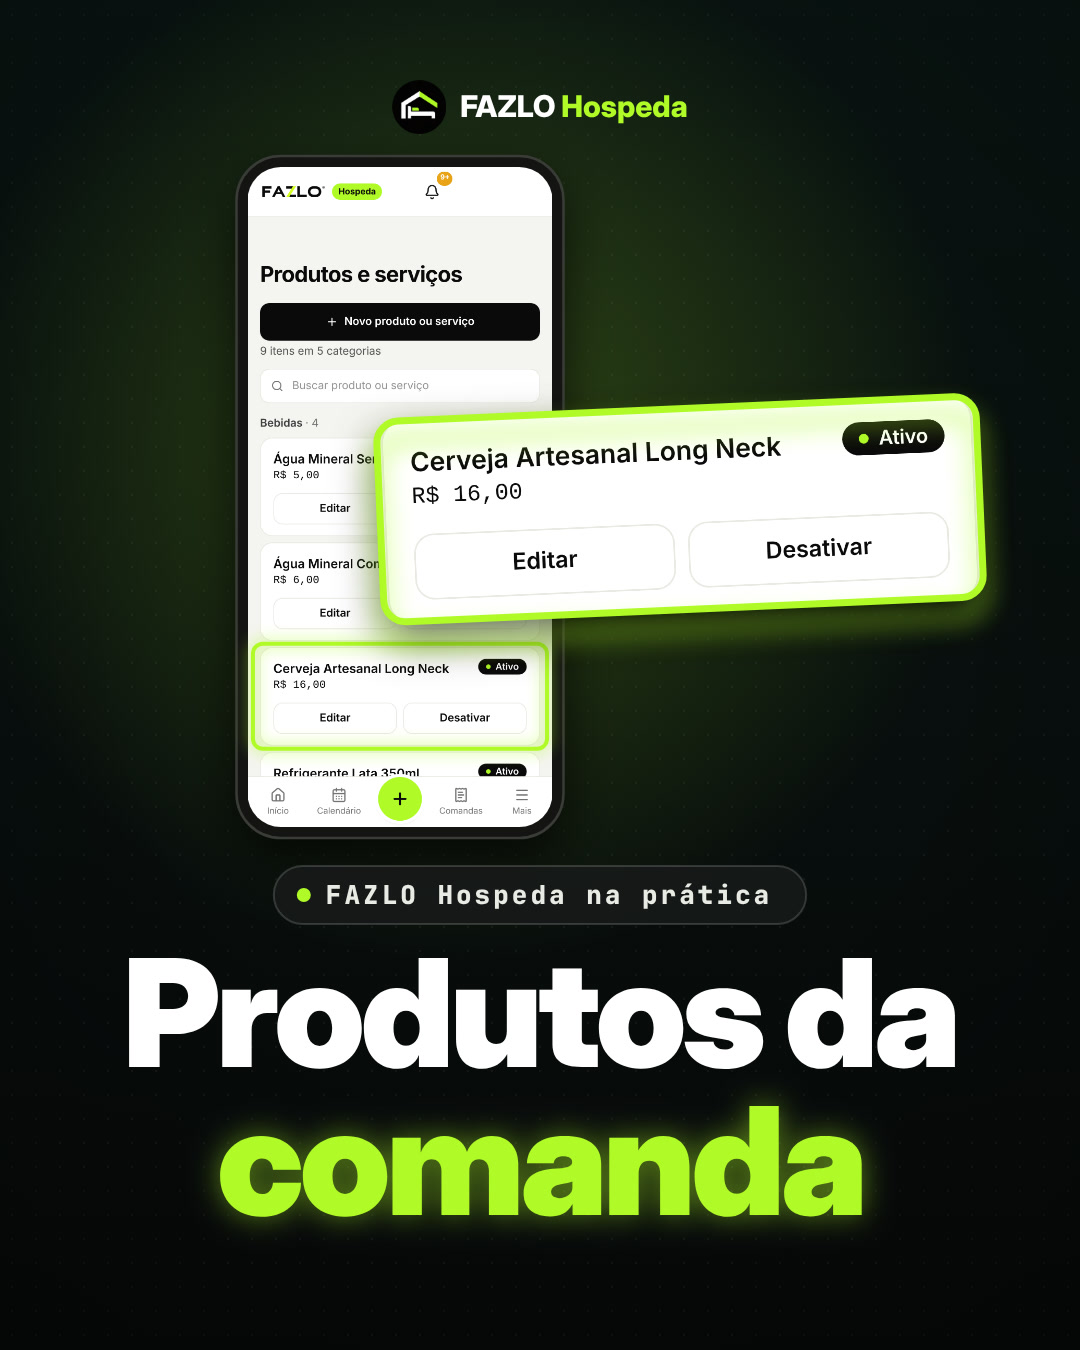 FAZLO Hospeda
FAZLO Hospeda
9+
Produtos e serviços
+ Novo produto ou serviço
9 itens em 5 categorias
Buscar produto ou serviço
Bebidas · 4
Água Mineral
R$ 5,00
Editar
Água Mineral
R$ 6,00
Editar
Cerveja Artesanal Long Neck
Ativo
R$ 16,00
Editar
Desativar
Cerveja Artesanal Long Neck
Ativo
R$ 16,00
Editar
Desativar
Refrigerante Lata 350ml
Ativo
Início
Calendário
+
Comandas
Mais
FAZLO Hospeda na prática
Produtos da
comanda